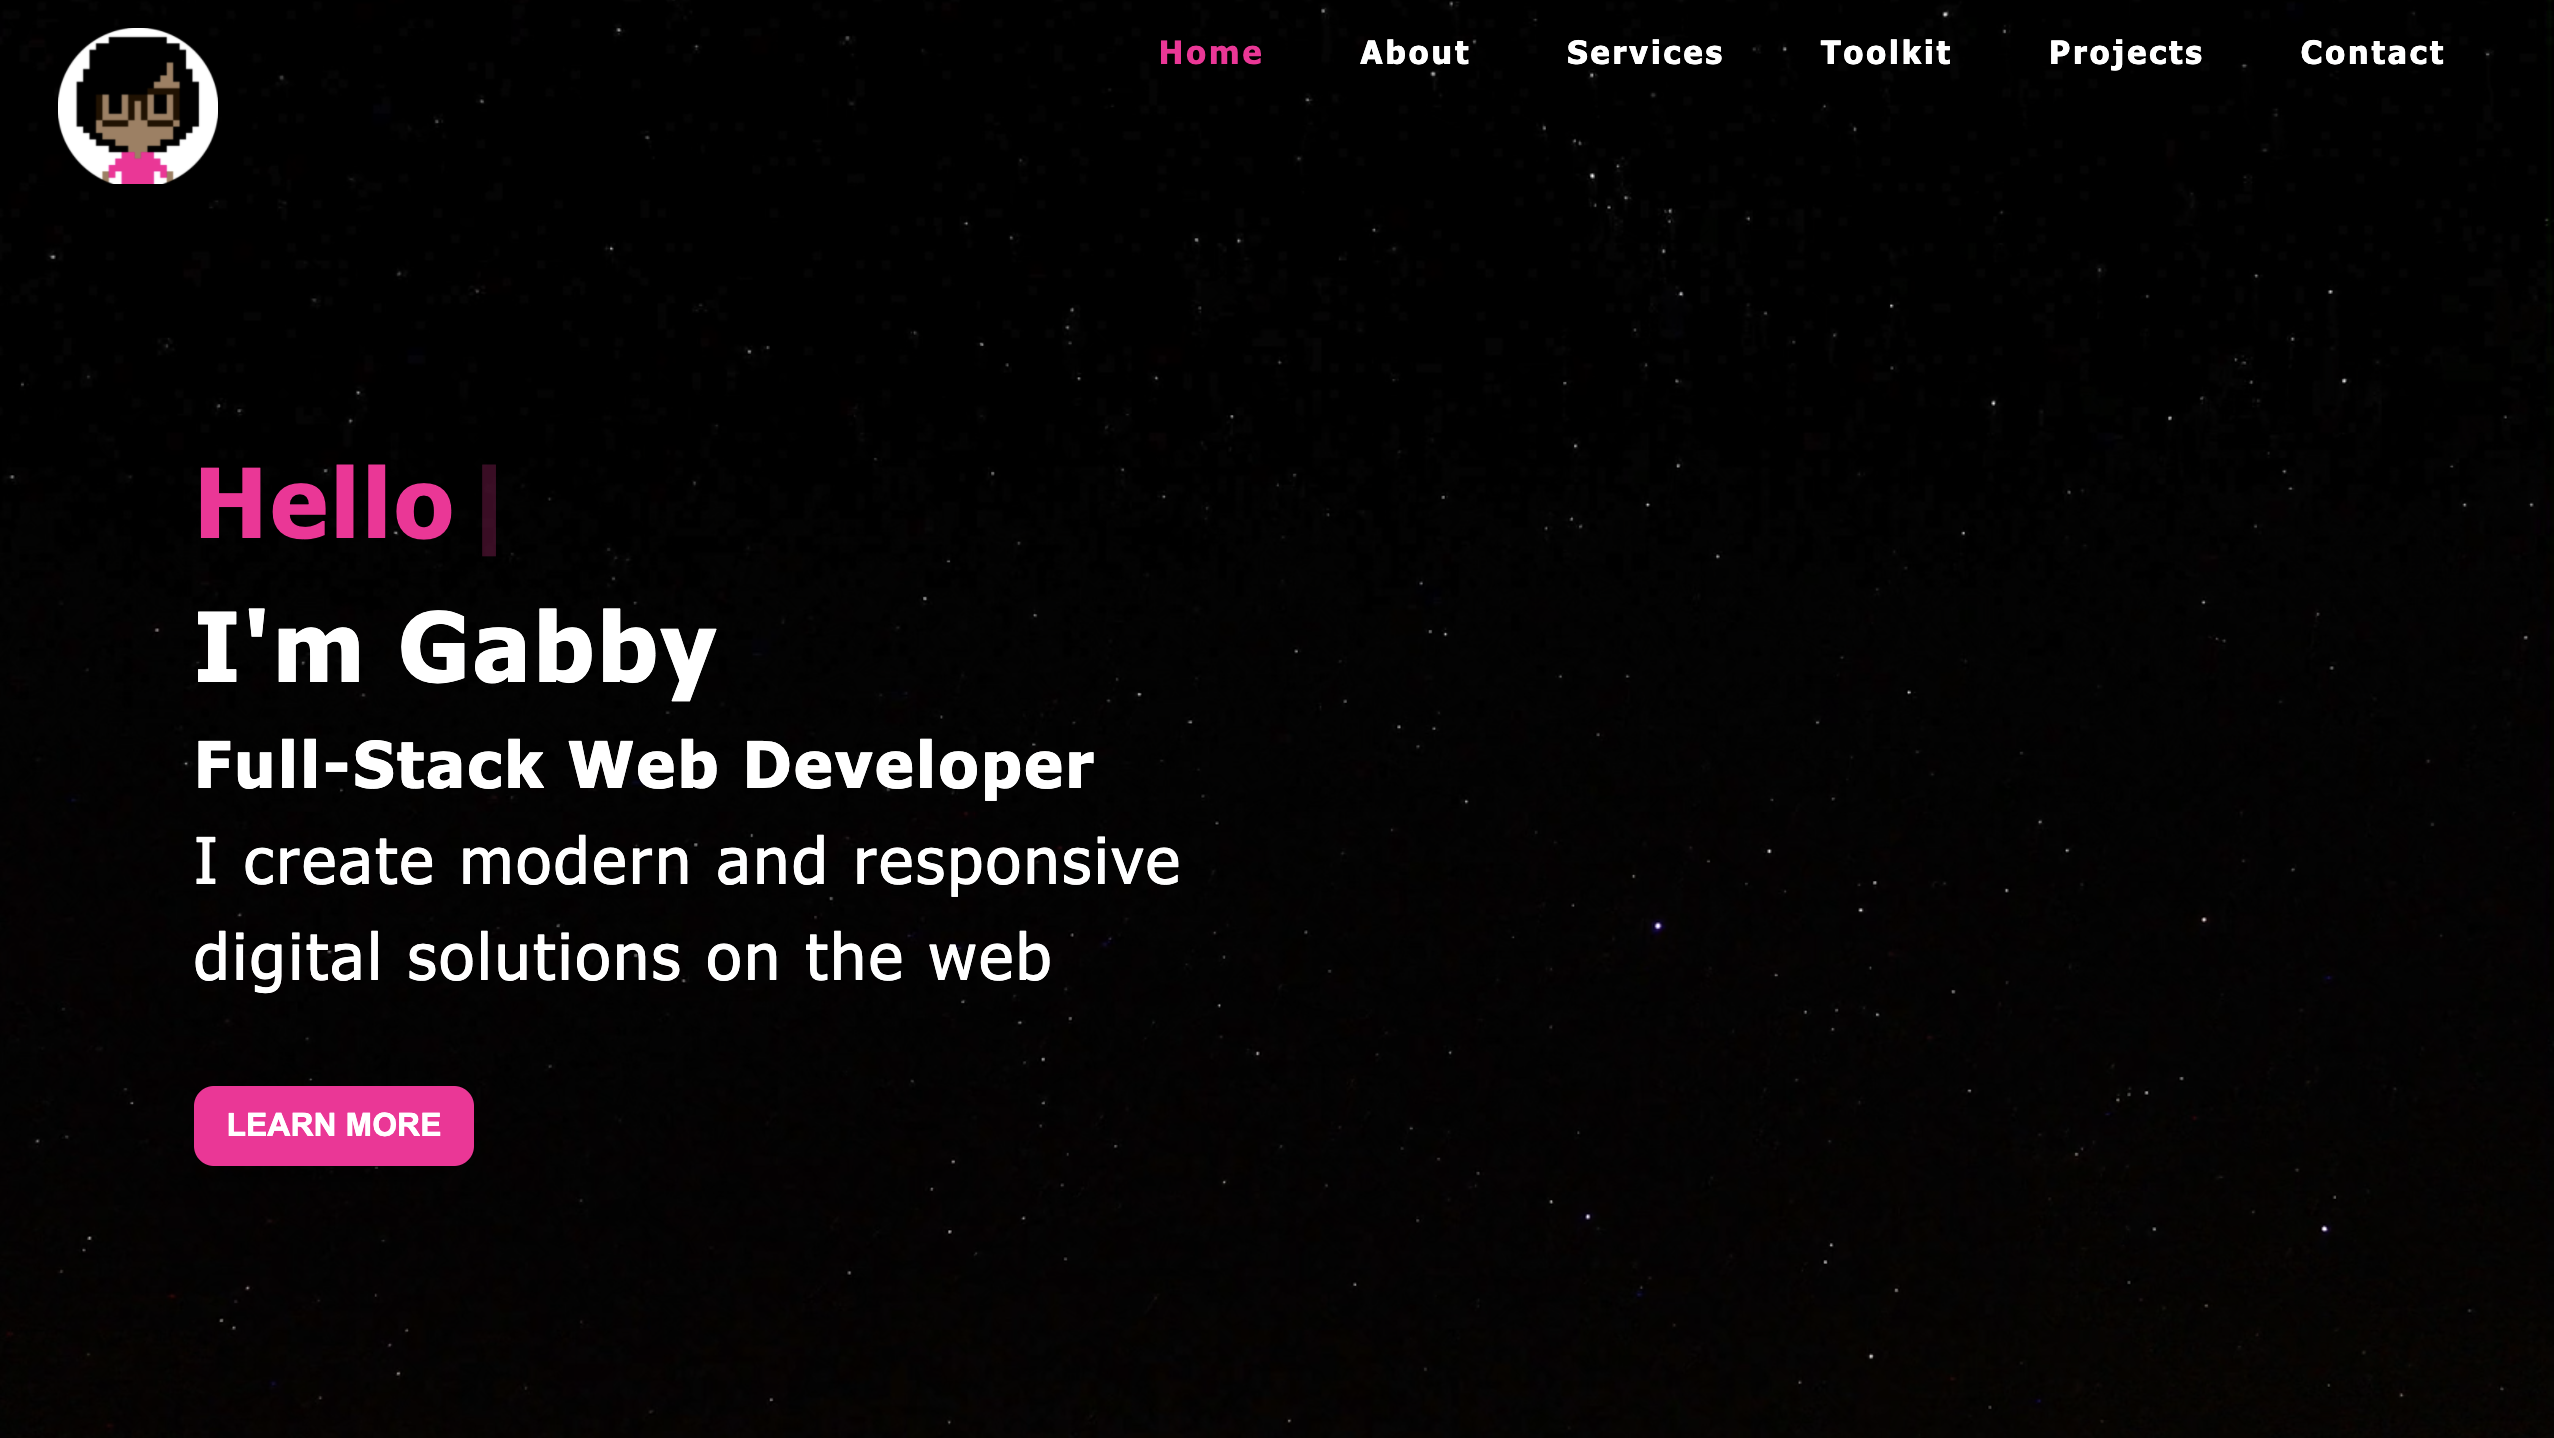 Home About Services Toolkit Projects Contact
Hello
I'm Gabby
Full-Stack Web Developer
I create modern and responsive
digital solutions on the web
LEARN MORE